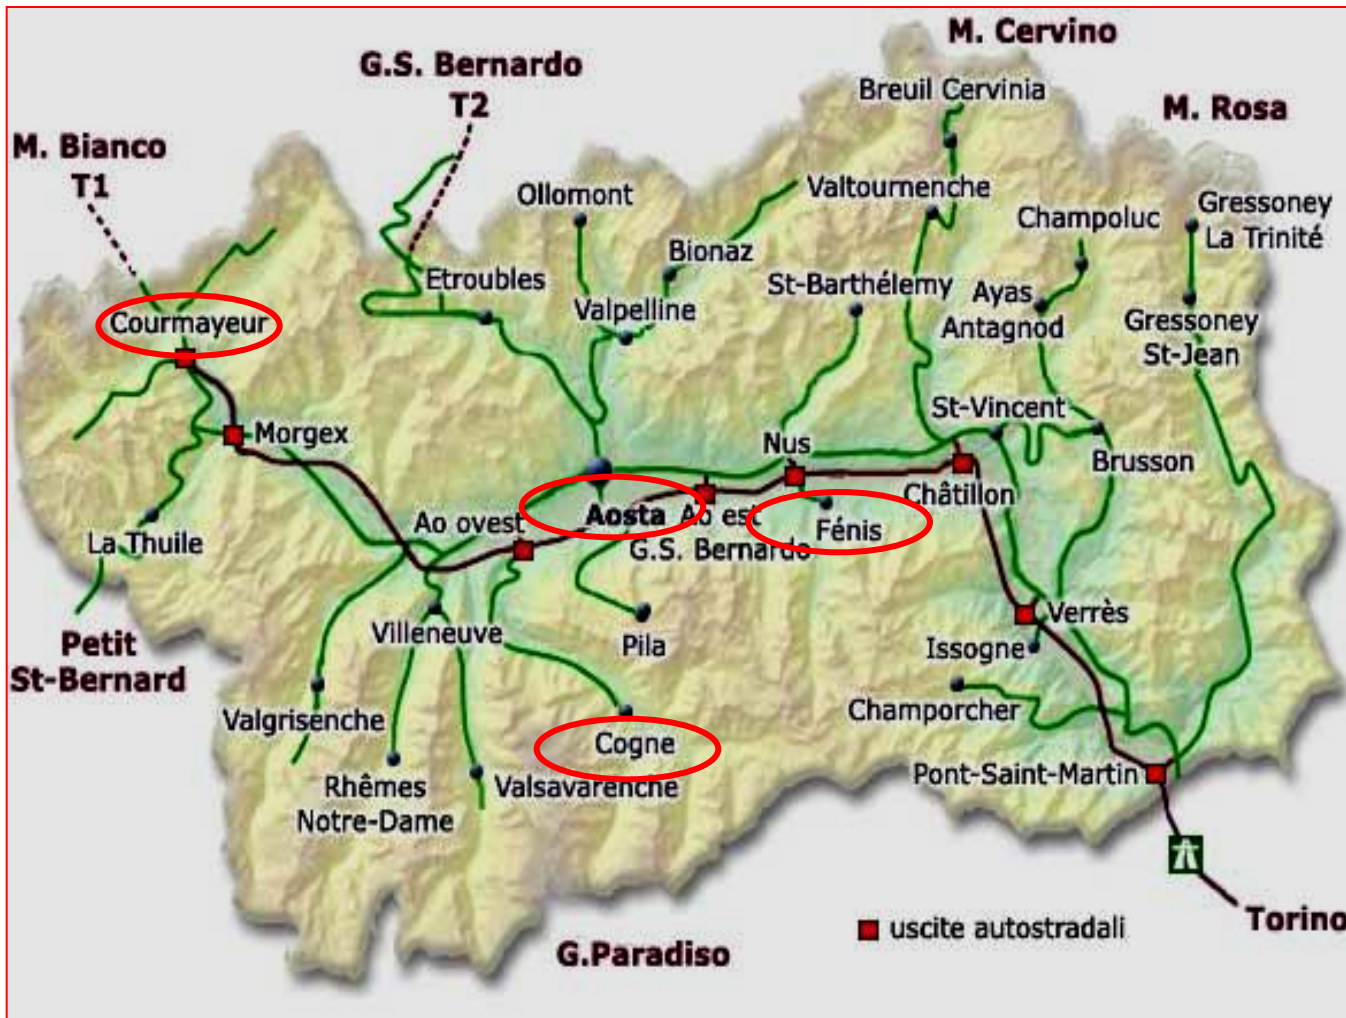 M. Cervino
G.S. Bernardo
T2
Breuil Cervinia
M. Rosa
M. Bianco
T1
Ollomont
Valtournenche
Champoluc
Gressoney
La Trinité
Bionaz
Etroubles
St-Barthélemy
Ayas
Antagnod
Valpelline
Courmayeur
Gressoney
St-Jean
St-Vincent
Morgex
Nus
Brusson
Châtillon
Ao ovest
Aosta
Ao est
G.S. Bernardo
Fénis
La Thuile
Verrès
Petit
St-Bernard
Villeneuve
Pila
Issogne
Valgrisenche
Champorcher
Cogne
Pont-Saint-Martin
Rhêmes
Notre-Dame
Valsavarenche
Torino
uscite autostradali
G.Paradiso